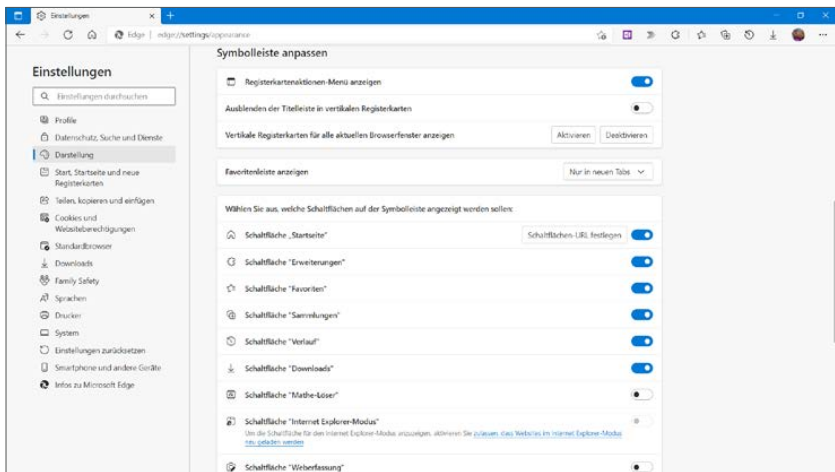 Einstellungen
Edge | edge://settings/appearance
Einstellungen
Einstellungen durchsuchen
Profile
Datenschutz, Suche und Dienste
Darstellung
Start, Startseite und neue
Registerkarten
Teilen, kopieren und einfügen
Cookies und
Websiteberechtigungen
Standardbrowser
Downloads
Family Safety
Sprachen
Drucker
System
Einstellungen zurücksetzen
Smartphone und andere Geräte
Infos zu Microsoft Edge
Symbolleiste anpassen
Registerkartenaktionen-Menü anzeigen
Ausblenden der Titelleiste in vertikalen Registerkarten
Vertikale Registerkarten für alle aktuellen Browserfenster anzeigen Aktivieren Deaktivieren
Favoritenleiste anzeigen Nur in neuen Tabs
Wählen Sie aus, welche Schaltflächen auf der Symbolleiste angezeigt werden sollen:
Schaltfläche „Startseite" Schaltflächen-URL festlegen
Schaltfläche "Erweiterungen"
Schaltfläche "Favoriten"
Schaltfläche "Sammlungen"
Schaltfläche "Verlauf"
Schaltfläche "Downloads"
Schaltfläche "Mathe-Löser"
Schaltfläche "Internet Explorer-Modus"
Um die Schaltfläche für den Internet Explorer-Modus anzuzeigen, aktivieren Sie zulassen, dass Websites im Internet Explorer-Modus
neu geladen werden
Schaltfläche "Weberfassung"